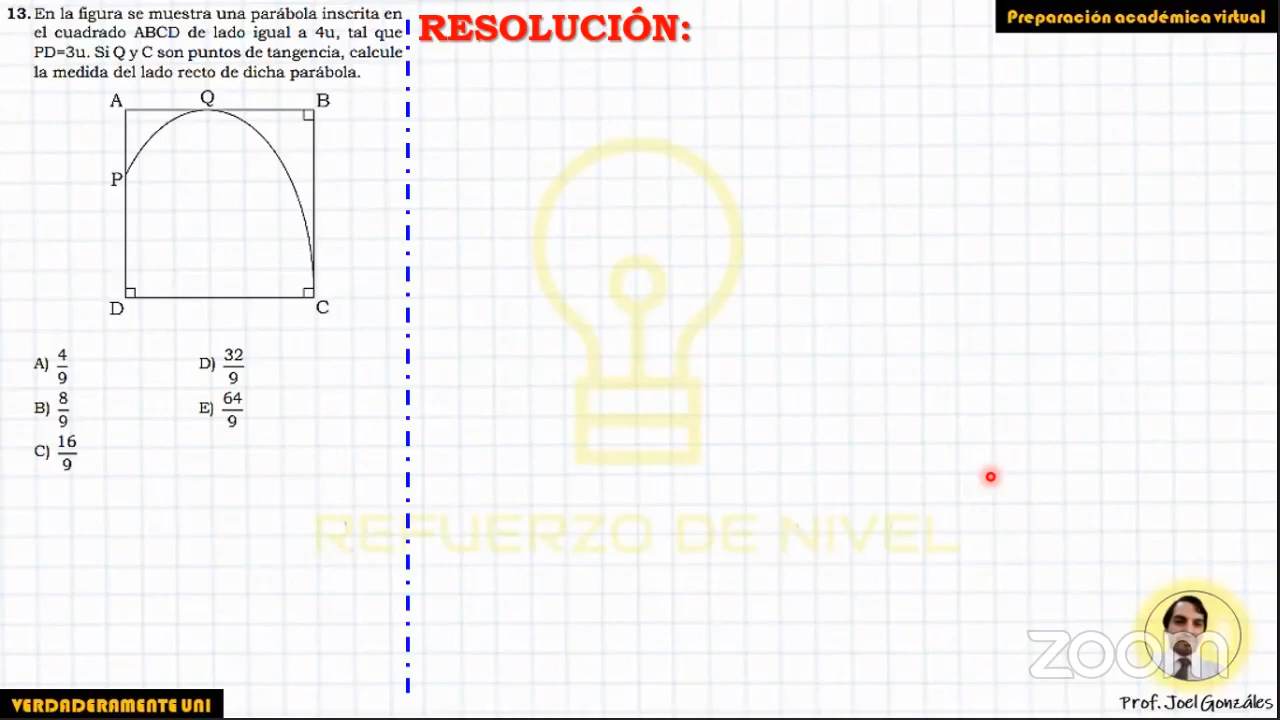 13. En la figura se muestra una parábola inscrita en
el cuadrado ABCD de lado igual a 4u, tal que
PD=3u. Si Q y C son puntos de tangencia, calcule
la medida del lado recto de dicha parábola.
A Q B
P
D C
A) 4/9 D) 32/9
B) 8/9 E) 64/9
C) 16/9
RESOLUCIÓN:
Preparación académica virtual
REFUERZO DE NIVEL
zoom
Prof. Joel Gonzáles
VERDADERAMENTE UNI